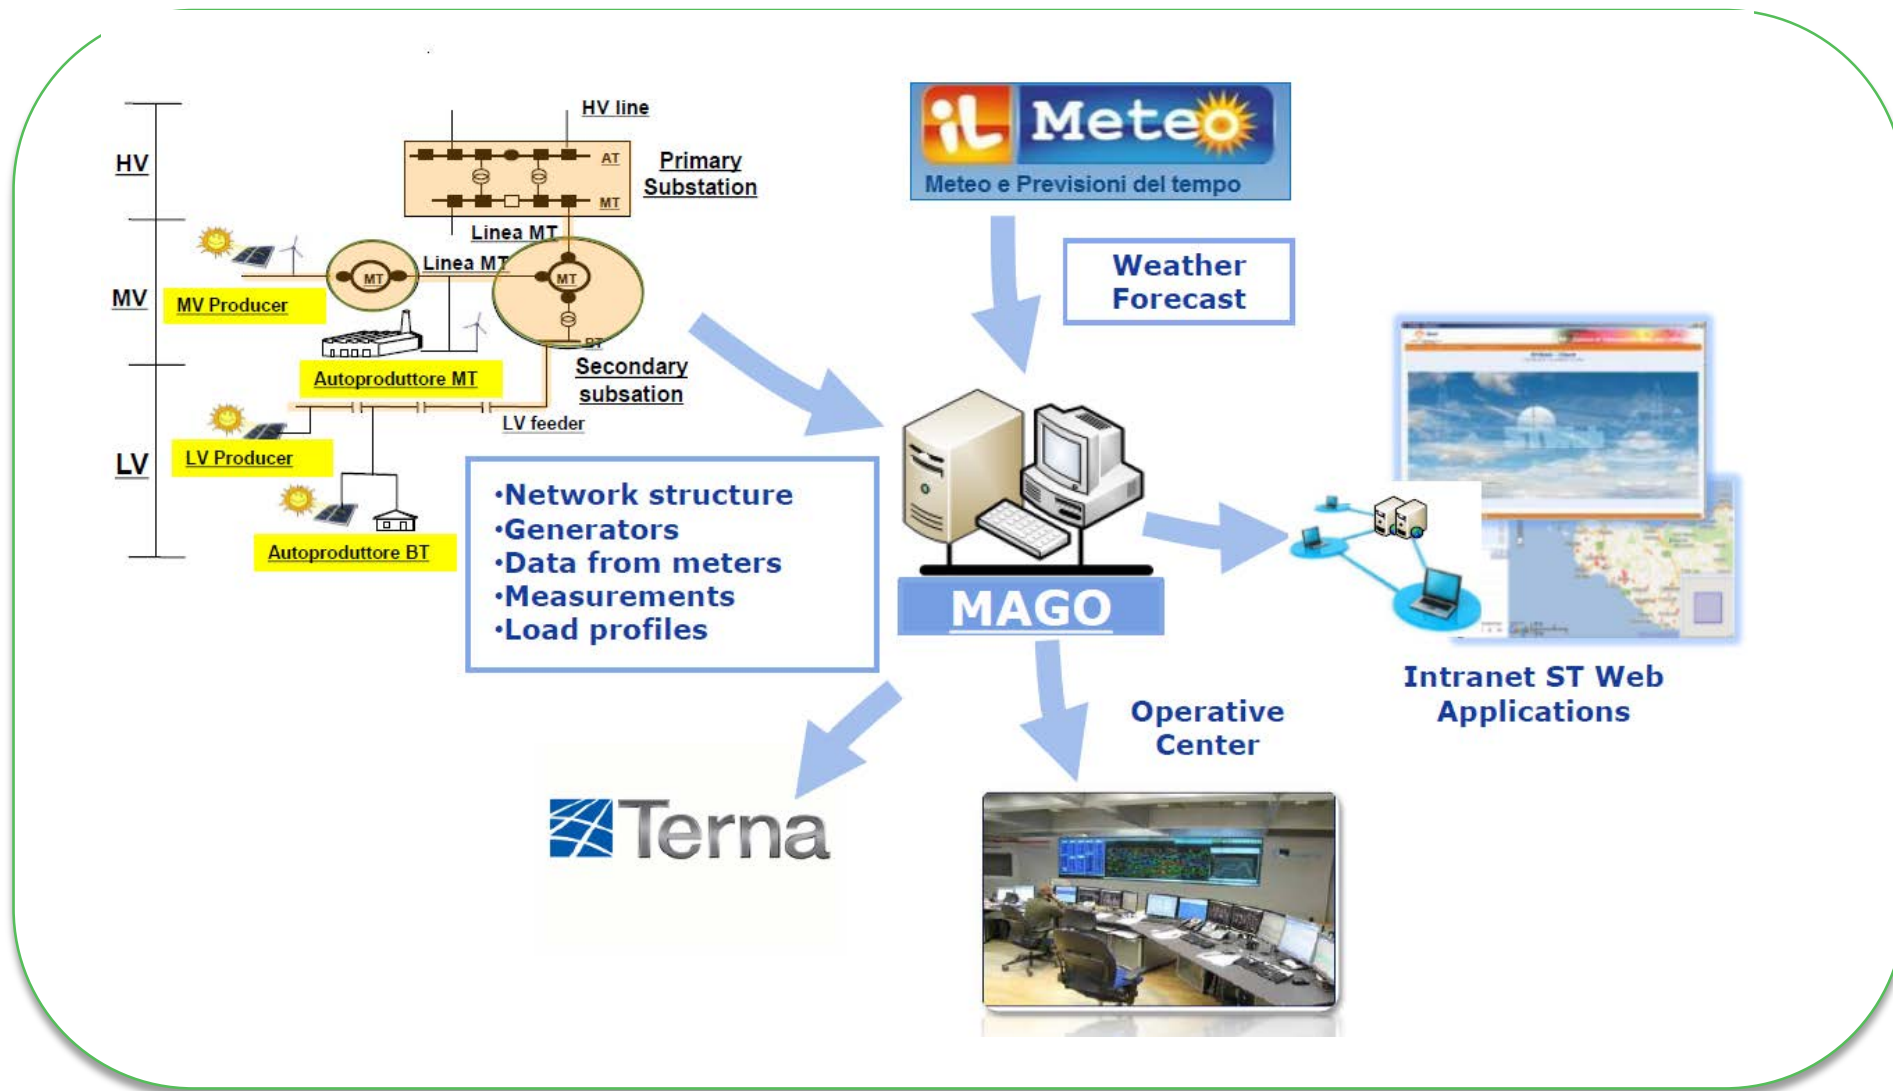 HV line
HV
AT
Primary
Substation
MT
Linea MT
Linea MT
MT
MT
MV
MV Producer
BT
Autoproduttore MT
Secondary
subsation
LV feeder
LV
LV Producer
Autoproduttore BT
iL Meteo
Meteo e Previsioni del tempo
Weather
Forecast
•Network structure
•Generators
•Data from meters
•Measurements
•Load profiles
MAGO
Intranet ST Web
Applications
Operative
Center
Terna